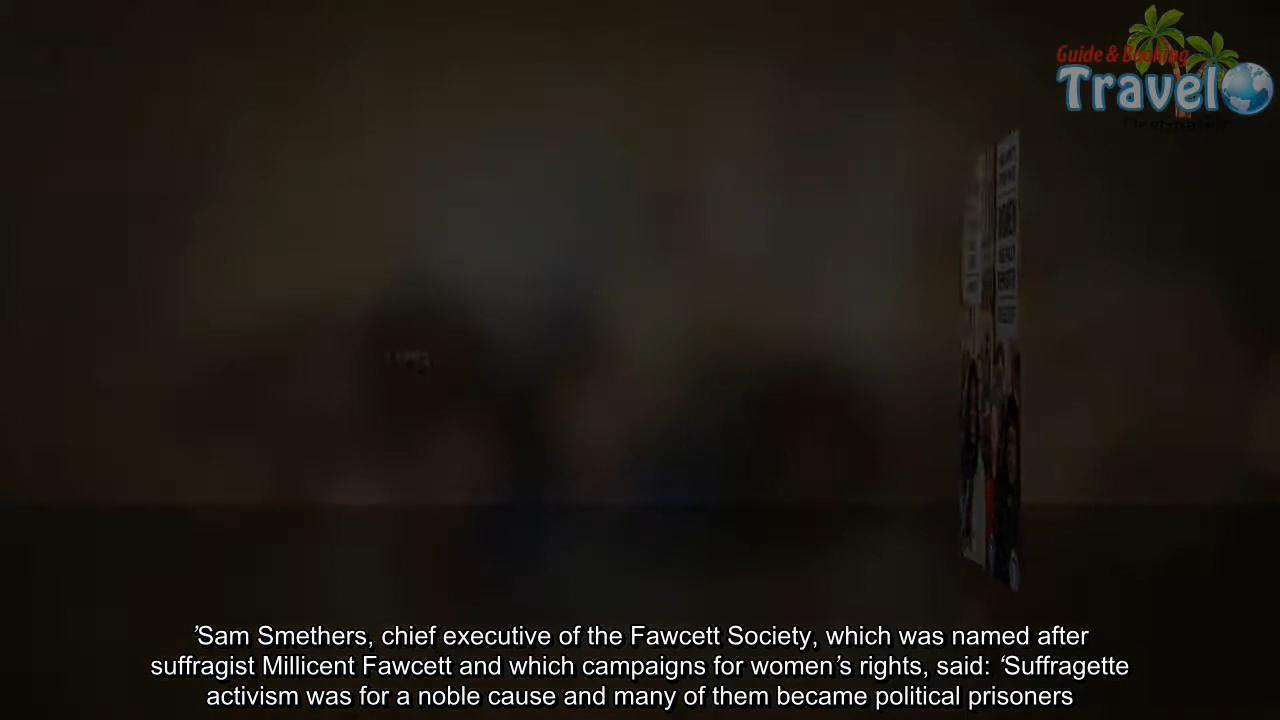 Guide & Booking
Travel
WOMEN
'Sam Smethers, chief executive of the Fawcett Society, which was named after
suffragist Millicent Fawcett and which campaigns for women's rights, said: ‘Suffragette
activism was for a noble cause and many of them became political prisoners